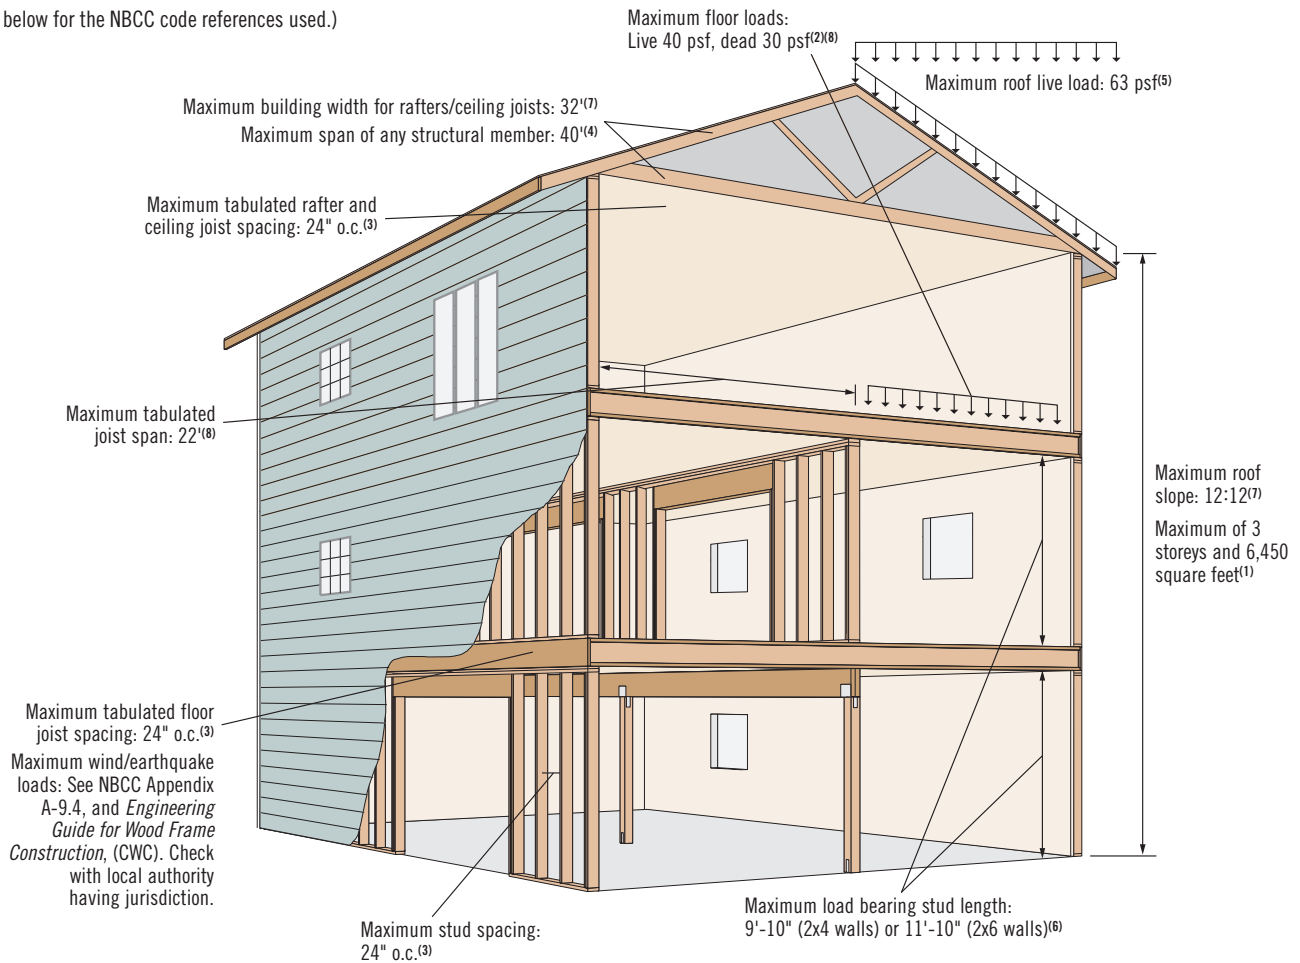 below for the NBCC code references used.)
Maximum floor loads:
Live 40 psf, dead 30 psf(2)(8)
Maximum roof live load: 63 psf(5)
Maximum building width for rafters/ceiling joists: 32'(7)
Maximum span of any structural member: 40'(4)
Maximum tabulated rafter and
ceiling joist spacing: 24" o.c.(3)
Maximum tabulated
joist span: 22'(8)
Maximum roof
slope: 12:12(7)
Maximum of 3
storeys and 6,450
square feet(1)
Maximum tabulated floor
joist spacing: 24" o.c.(3)
Maximum wind/earthquake
loads: See NBCC Appendix
A-9.4, and Engineering
Guide for Wood Frame
Construction, (CWC). Check
with local authority
having jurisdiction.
Maximum stud spacing:
24" o.c.(3)
Maximum load bearing stud length:
9'-10" (2x4 walls) or 11'-10" (2x6 walls)(6)